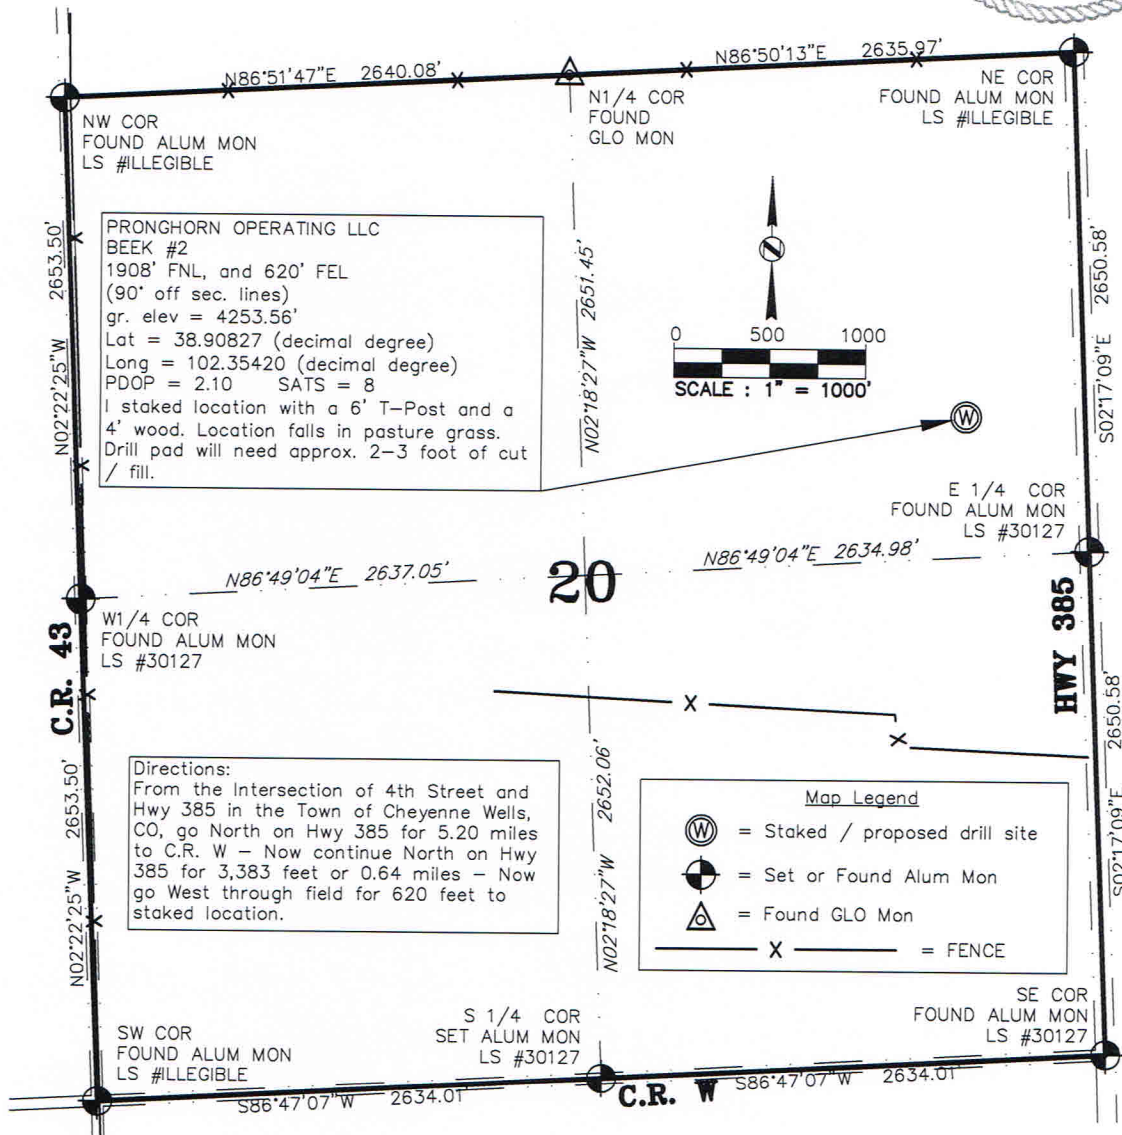 N86°51'47"E 2640.08'
N86°50'13"E 2635.97'
NW COR
FOUND ALUM MON
LS #ILLEGIBLE
N1/4 COR
FOUND
GLO MON
NE COR
FOUND ALUM MON
LS #ILLEGIBLE
N02°22'25"W 2653.50'
PRONGHORN OPERATING LLC
BEEK #2
1908' FNL, and 620' FEL
(90° off sec. lines)
gr. elev = 4253.56'
Lat = 38.90827 (decimal degree)
Long = 102.35420 (decimal degree)
PDOP = 2.10 SATS = 8
I staked location with a 6' T-Post and a
4' wood. Location falls in pasture grass.
Drill pad will need approx. 2-3 foot of cut
/ fill.
N02°18'27"W 2651.45'
N
0 500 1000
SCALE : 1" = 1000'
S02°17'09"E 2650.58'
W
E 1/4 COR
FOUND ALUM MON
LS #30127
N86°49'04"E 2637.05'
20
N86°49'04"E 2634.98'
W1/4 COR
FOUND ALUM MON
LS #30127
C.R. 43
HWY 385
X
X
N02°22'25"W 2653.50'
Directions:
From the Intersection of 4th Street and
Hwy 385 in the Town of Cheyenne Wells,
CO, go North on Hwy 385 for 5.20 miles
to C.R. W - Now continue North on Hwy
385 for 3,383 feet or 0.64 miles - Now
go West through field for 620 feet to
staked location.
N02°18'27"W 2652.06'
Map Legend
W = Staked / proposed drill site
= Set or Found Alum Mon
= Found GLO Mon
X = FENCE
S02°17'09"E 2650.58'
SW COR
FOUND ALUM MON
LS #ILLEGIBLE
S 1/4 COR
SET ALUM MON
LS #30127
SE COR
FOUND ALUM MON
LS #30127
S86°47'07"W 2634.01'
C.R. W
S86°47'07"W 2634.01'